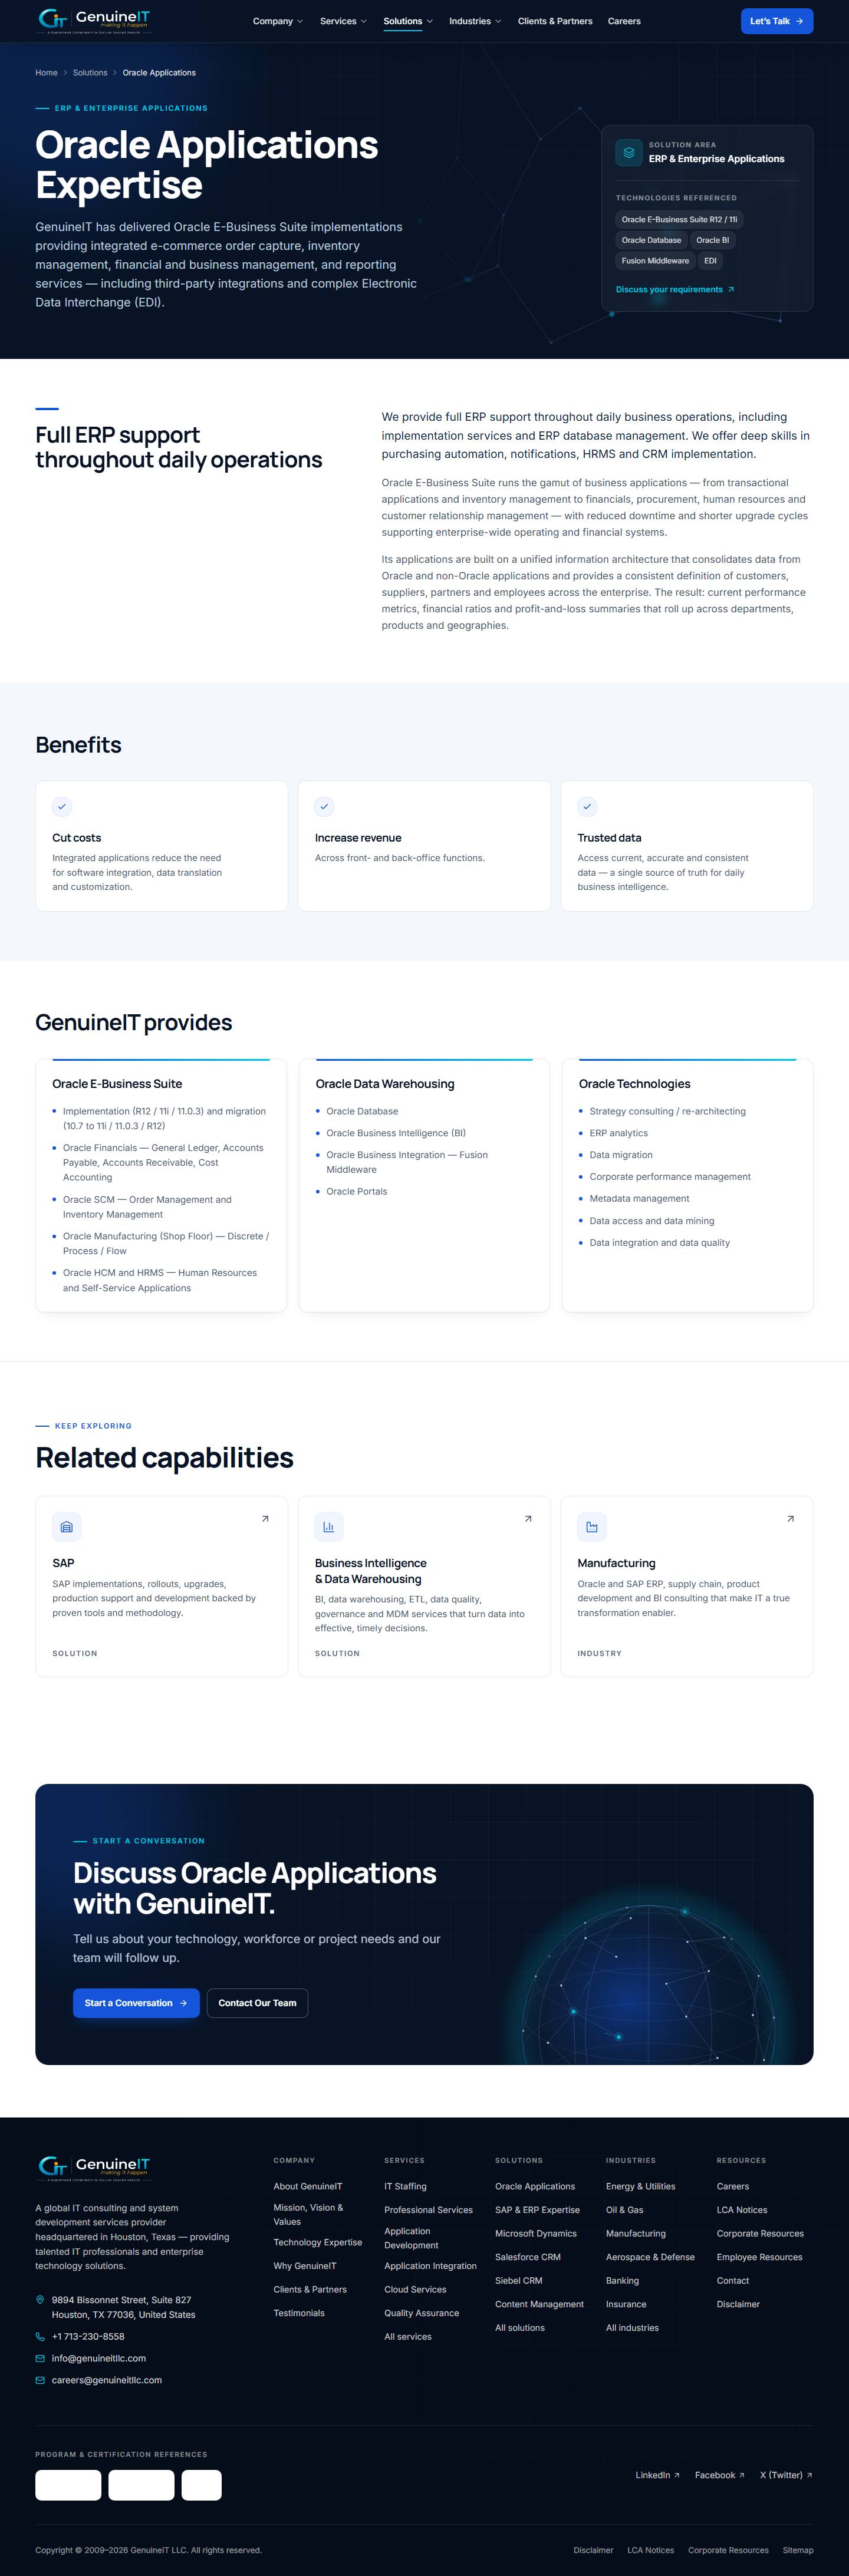 GenuineIT
making it happen
Company
Services
Solutions
Industries
Clients & Partners
Careers
Let's Talk
Home
Solutions
Oracle Applications
ERP & ENTERPRISE APPLICATIONS
Oracle Applications
Expertise
GenuineIT has delivered Oracle E-Business Suite implementations
providing integrated e-commerce order capture, inventory
management, financial and business management, and reporting
services — including third-party integrations and complex Electronic
Data Interchange (EDI).
SOLUTION AREA
ERP & Enterprise Applications
TECHNOLOGIES REFERENCED
Oracle E-Business Suite R12 / 11i
Oracle Database
Oracle BI
Fusion Middleware
EDI
Discuss your requirements
Full ERP support
throughout daily operations
We provide full ERP support throughout daily business operations, including
implementation services and ERP database management. We offer deep skills in
purchasing automation, notifications, HRMS and CRM implementation.
Oracle E-Business Suite runs the gamut of business applications — from transactional
applications and inventory management to financials, procurement, human resources and
customer relationship management — with reduced downtime and shorter upgrade cycles
supporting enterprise-wide operating and financial systems.
Its applications are built on a unified information architecture that consolidates data from
Oracle and non-Oracle applications and provides a consistent definition of customers,
suppliers, partners and employees across the enterprise. The result: current performance
metrics, financial ratios and profit-and-loss summaries that roll up across departments,
products and geographies.
Benefits
Cut costs
Integrated applications reduce the need
for software integration, data translation
and customization.
Increase revenue
Across front- and back-office functions.
Trusted data
Access current, accurate and consistent
data — a single source of truth for daily
business intelligence.
GenuineIT provides
Oracle E-Business Suite
Implementation (R12 / 11i / 11.0.3) and migration
(10.7 to 11i / 11.0.3 / R12)
Oracle Financials — General Ledger, Accounts
Payable, Accounts Receivable, Cost
Accounting
Oracle SCM — Order Management and
Inventory Management
Oracle Manufacturing (Shop Floor) — Discrete /
Process / Flow
Oracle HCM and HRMS — Human Resources
and Self-Service Applications
Oracle Data Warehousing
Oracle Database
Oracle Business Intelligence (BI)
Oracle Business Integration — Fusion
Middleware
Oracle Portals
Oracle Technologies
Strategy consulting / re-architecting
ERP analytics
Data migration
Corporate performance management
Metadata management
Data access and data mining
Data integration and data quality
KEEP EXPLORING
Related capabilities
SAP
SAP implementations, rollouts, upgrades,
production support and development backed by
proven tools and methodology.
SOLUTION
Business Intelligence
& Data Warehousing
BI, data warehousing, ETL, data quality,
governance and MDM services that turn data into
effective, timely decisions.
SOLUTION
Manufacturing
Oracle and SAP ERP, supply chain, product
development and BI consulting that make IT a true
transformation enabler.
INDUSTRY
START A CONVERSATION
Discuss Oracle Applications
with GenuineIT.
Tell us about your technology, workforce or project needs and our
team will follow up.
Start a Conversation
Contact Our Team
GenuineIT
making it happen
A global IT consulting and system
development services provider
headquartered in Houston, Texas — providing
talented IT professionals and enterprise
technology solutions.
9894 Bissonnet Street, Suite 827
Houston, TX 77036, United States
+1 713-230-8558
info@genuineitllc.com
careers@genuineitllc.com
COMPANY
About GenuineIT
Mission, Vision &
Values
Technology Expertise
Why GenuineIT
Clients & Partners
Testimonials
SERVICES
IT Staffing
Professional Services
Application
Development
Application Integration
Cloud Services
Quality Assurance
All services
SOLUTIONS
Oracle Applications
SAP & ERP Expertise
Microsoft Dynamics
Salesforce CRM
Siebel CRM
Content Management
All solutions
INDUSTRIES
Energy & Utilities
Oil & Gas
Manufacturing
Aerospace & Defense
Banking
Insurance
All industries
RESOURCES
Careers
LCA Notices
Corporate Resources
Employee Resources
Contact
Disclaimer
PROGRAM & CERTIFICATION REFERENCES
LinkedIn
Facebook
X (Twitter)
Copyright © 2009–2026 GenuineIT LLC. All rights reserved.
Disclaimer
LCA Notices
Corporate Resources
Sitemap